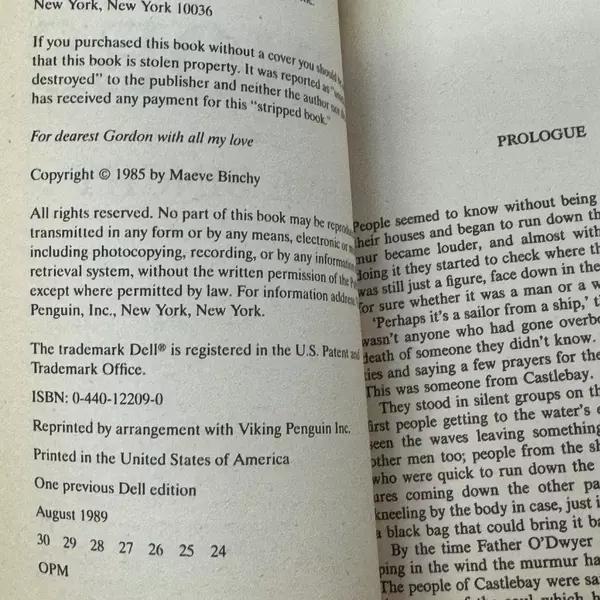 New York, New York 10036
If you purchased this book without a cover you should
that this book is stolen property. It was reported as
destroyed" to the publisher and neither the author nor
has received any payment for this "stripped book."
For dearest Gordon with all my love
Copyright © 1985 by Maeve Binchy
All rights reserved. No part of this book may be
transmitted in any form or by any means, electronic or
including photocopying, recording, or by any information
retrieval system, without the written permission of the
except where permitted by law. For information address
Penguin, Inc., New York, New York.
The trademark Dell® is registered in the U.S. Patent and
Trademark Office.
ISBN: 0-440-12209-0
Reprinted by arrangement with Viking Penguin Inc.
Printed in the United States of America
One previous Dell edition
August 1989
30 29 28 27 26 25 24
OPM
PROLOGUE
People seemed to know without being
their houses and began to run down
mur became louder, and almost
doing it they started to check where
was still just a figure, face down in the
for sure whether it was a man or a
'Perhaps it's a sailor from a ship,'
wasn't anyone who had gone
death of someone they didn't know.
ties and saying a few prayers for the
This was someone from Castlebay.
They stood in silent groups on
first people getting to the water's
seen the waves leaving something
other men too; people from the
who were quick to run down the
ures coming down the other
kneeling by the body in case, just
a black bag that could bring it
By the time Father O'Dwyer
ping in the wind the murmur
The people of Castlebay were